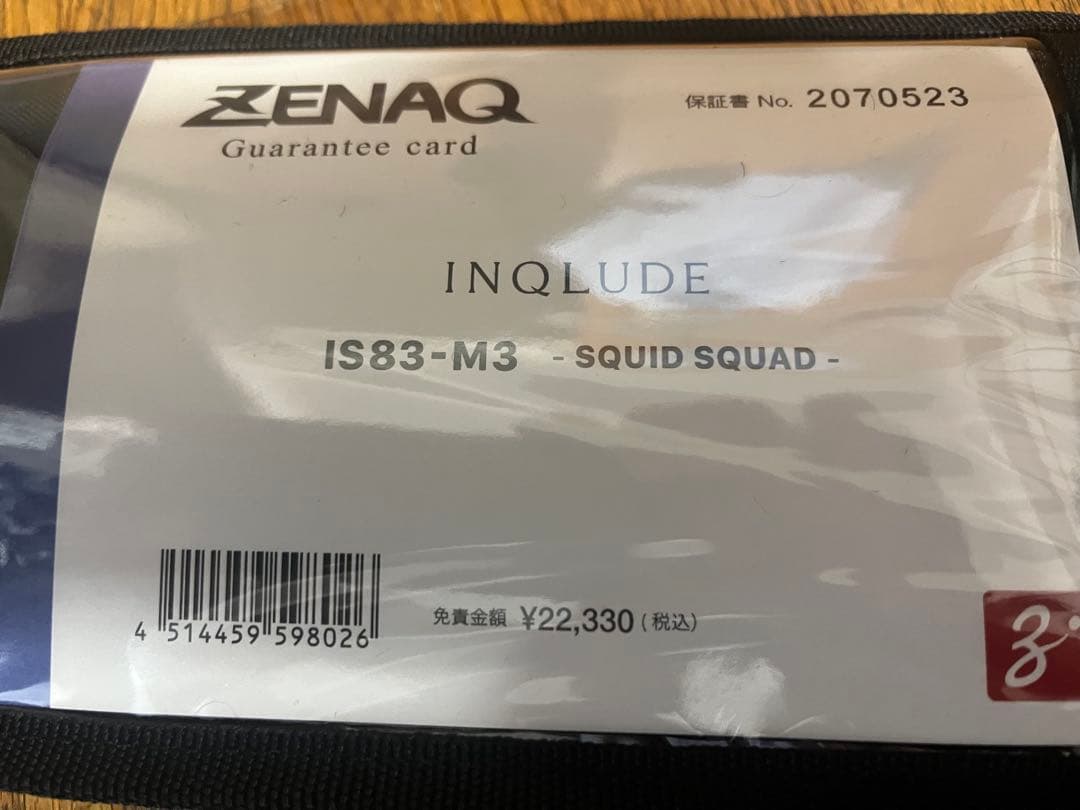 ZENAQ
Guarantee card
保証書 No. 2070523
INQLUDE
IS83-M3 - SQUID SQUAD -
4 514459 598026
免責金額 ¥22,330 (税込)